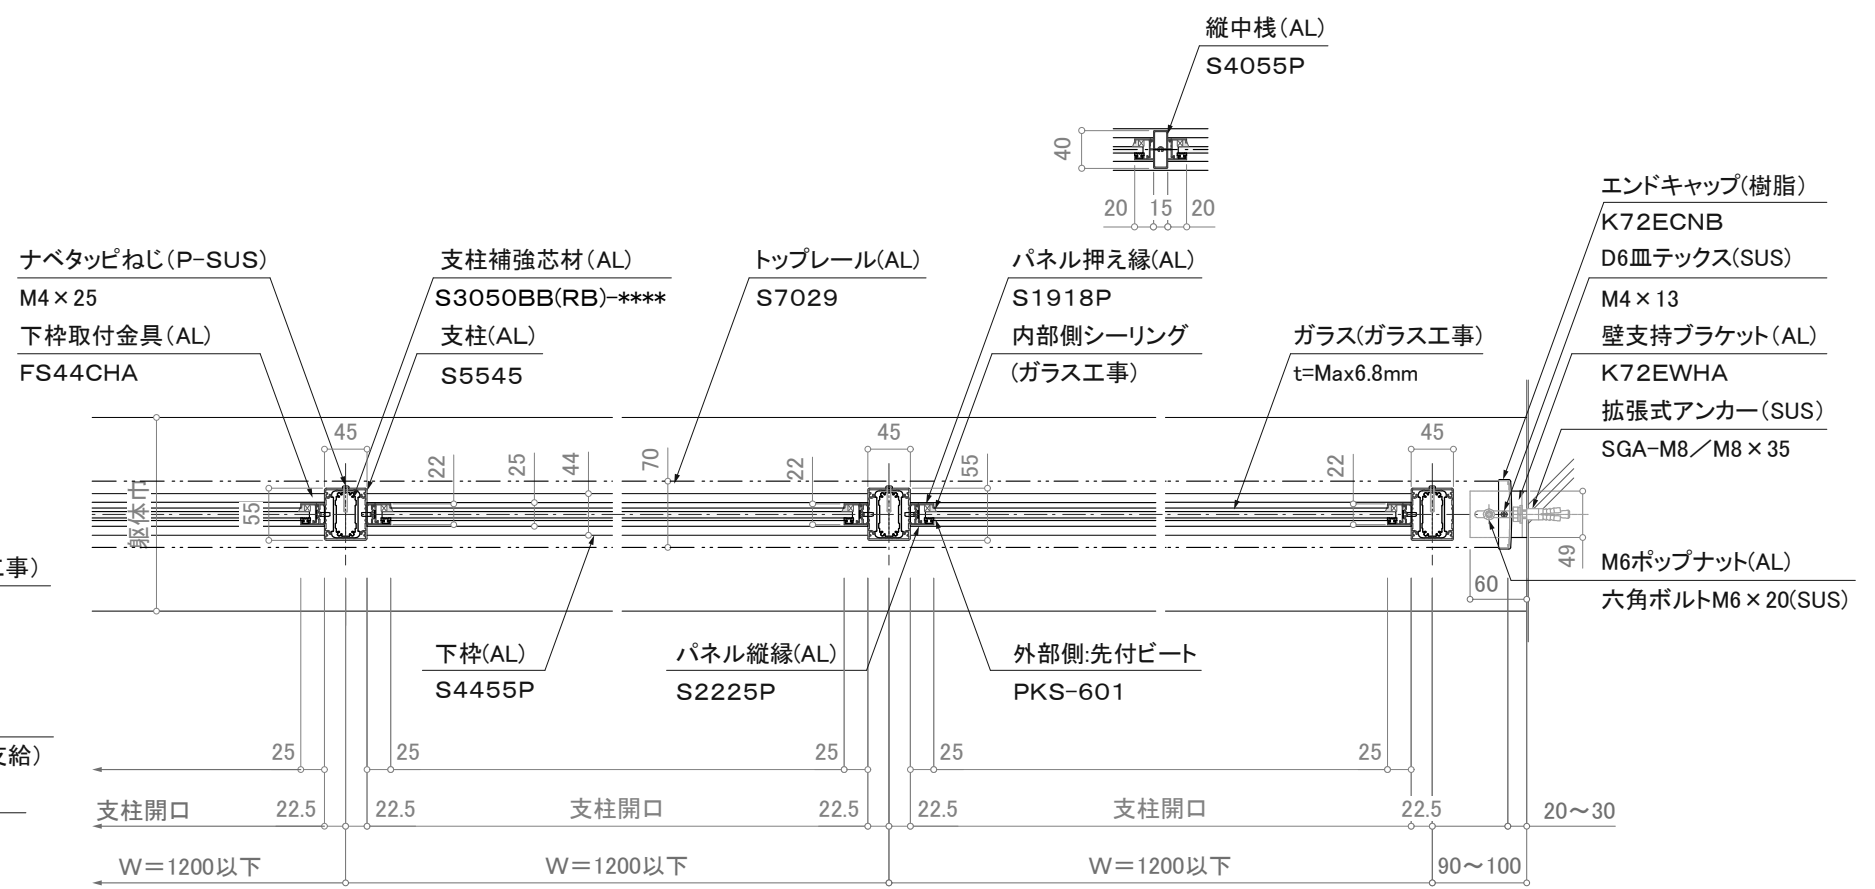 縦中桟(AL)
S4055P
40
20 15 20
エンドキャップ(樹脂)
K72ECNB
D6皿テックス(SUS)
M4×13
壁支持ブラケット(AL)
K72EWHA
拡張式アンカー(SUS)
SGA-M8/M8×35
ナベタッピねじ(P-SUS)
M4×25
下枠取付金具(AL)
FS44CHA
支柱補強芯材(AL)
S3050BB(RB)-****
支柱(AL)
S5545
トップレール(AL)
S7029
パネル押え縁(AL)
S1918P
内部側シーリング
(ガラス工事)
ガラス(ガラス工事)
t=Max6.8mm
45 45 45
22 25 44 70 22 55 22
躯体巾
55
49
60
M6ポップナット(AL)
六角ボルトM6×20(SUS)
工事)
下枠(AL)
S4455P
パネル縦縁(AL)
S2225P
外部側:先付ビート
PKS-601
支給)
25 25 25 25 25
支柱開口 22.5 22.5 支柱開口 22.5 22.5 支柱開口 22.5 20~30
W=1200以下 W=1200以下 W=1200以下 90~100